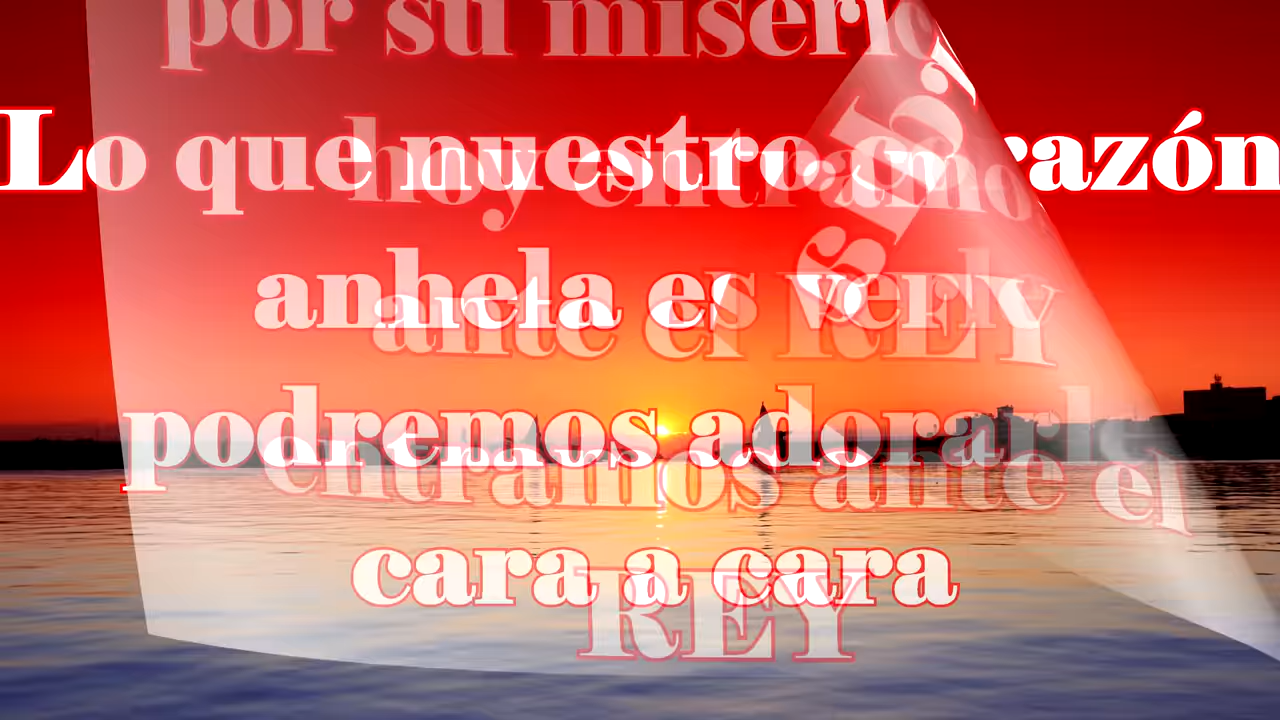 por su
Lo que nuestro corazón
hoy entramos
anhela es verle
ante el REY
podremos adorarle
entramos ante el
cara a cara
REY